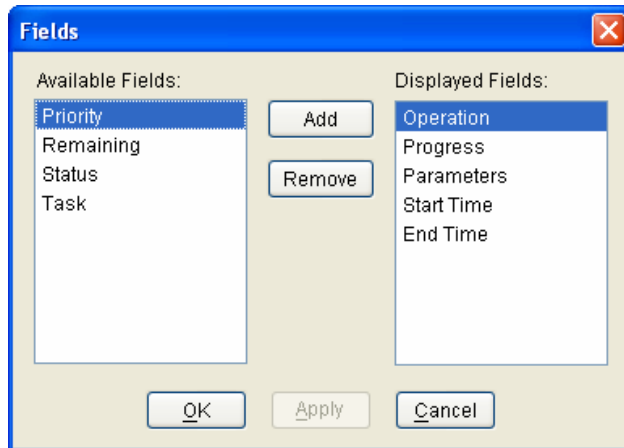 Fields
Available Fields:
Priority
Remaining
Status
Task
Add
Remove
Displayed Fields:
Operation
Progress
Parameters
Start Time
End Time
OK
Apply
Cancel